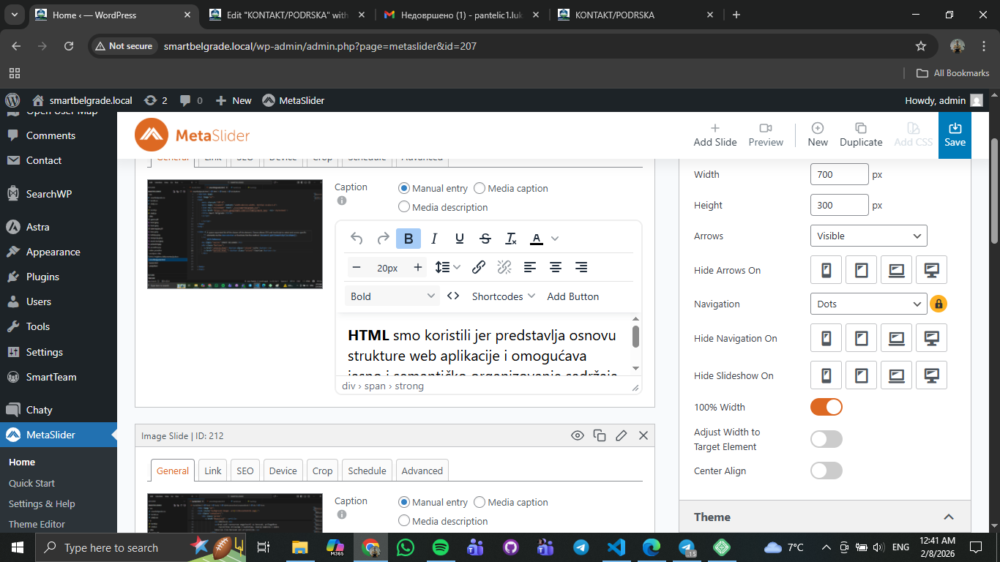 Home ‹ — WordPress
Edit "KONTAKT/PODRSKA" with
Недовршено (1) - pantelic1.luk
KONTAKT/PODRSKA
Not secure
smartbelgrade.local/wp-admin/admin.php?page=metaslider&id=207
All Bookmarks
smartbelgrade.local
2
0
New
MetaSlider
Howdy, admin
Open User Map
Comments
Contact
SearchWP
Astra
Appearance
Plugins
Users
Tools
Settings
SmartTeam
Chaty
MetaSlider
Home
Quick Start
Settings & Help
Theme Editor
MetaSlider
Add Slide
Preview
New
Duplicate
Add CSS
Save
General Link SEO Device Crop Schedule Advanced
Caption
Manual entry
Media caption
Media description
B I U S T A
20px
Bold
Shortcodes
Add Button
HTML smo koristili jer predstavlja osnovu
strukture web aplikacije i omogućava
jasno i semantičko organizovanje sadržaja
div › span › strong
Image Slide | ID: 212
General Link SEO Device Crop Schedule Advanced
Caption
Manual entry
Media caption
Media description
Width 700 px
Height 300 px
Arrows Visible
Hide Arrows On
Navigation Dots
Hide Navigation On
Hide Slideshow On
100% Width
Adjust Width to
Target Element
Center Align
Theme
Type here to search
M365
15
7°C
ENG
12:41 AM
2/8/2026